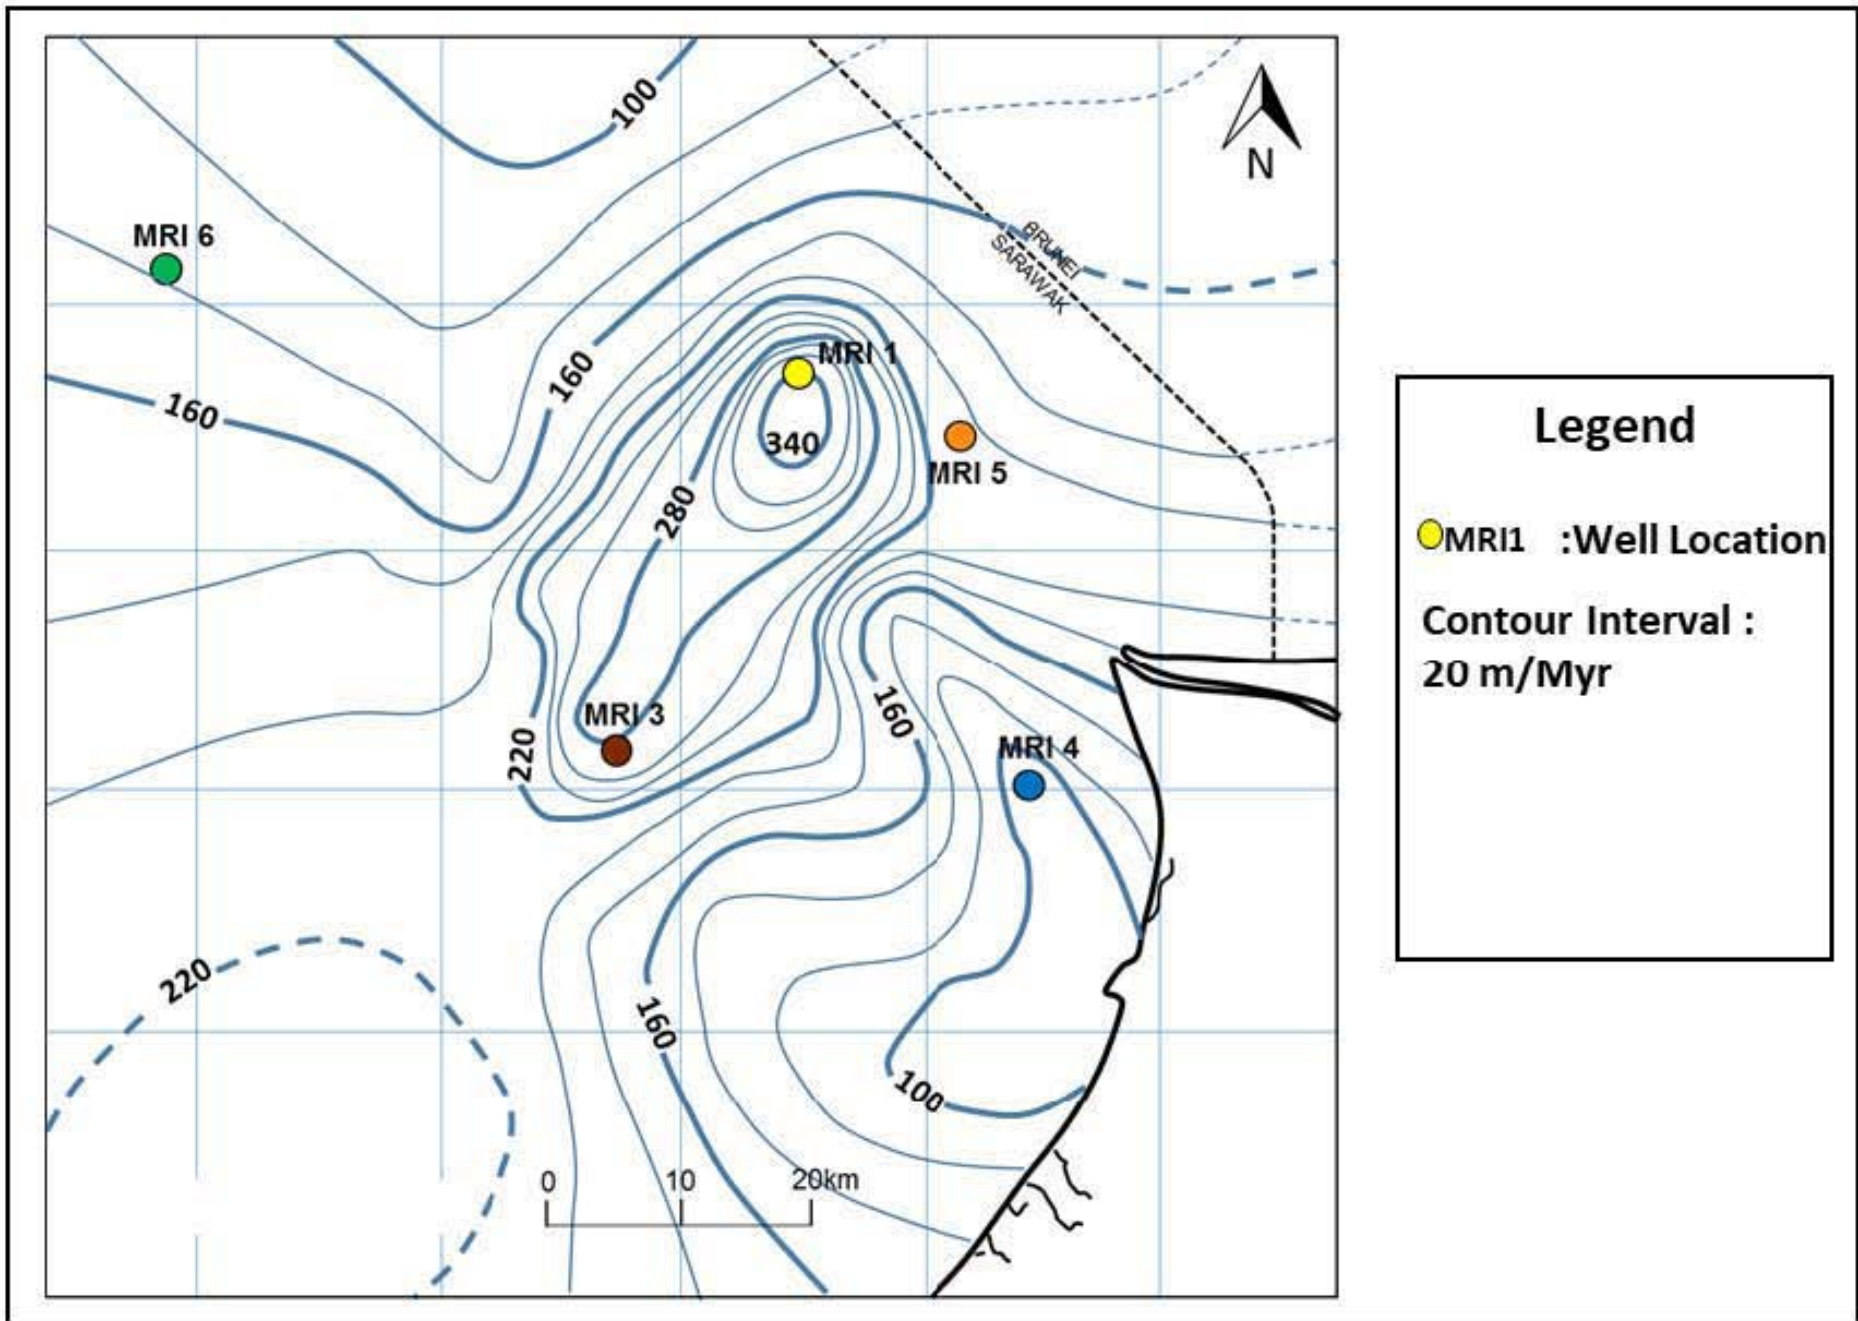 100
N
MRI 6
BRUNEI
SARAWAK
MRI 1
160
160
340
MRI 5
280
MRI 3
160
220
MRI 4
220
160
100
0 10 20km
Legend
MRI1 :Well Location
Contour Interval :
20 m/Myr